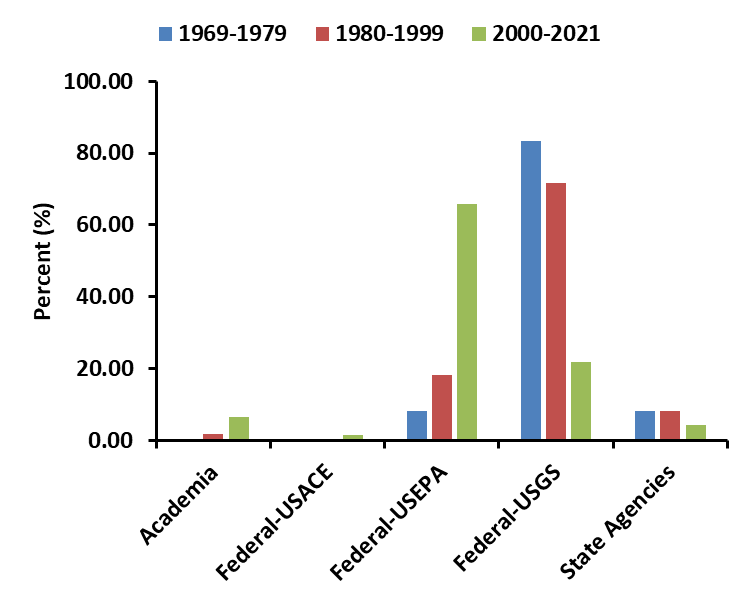 1969-1979 1980-1999 2000-2021
100.00
80.00
60.00
40.00
20.00
0.00
Percent (%)
Academia
Federal-USACE
Federal-USEPA
Federal-USGS
State Agencies